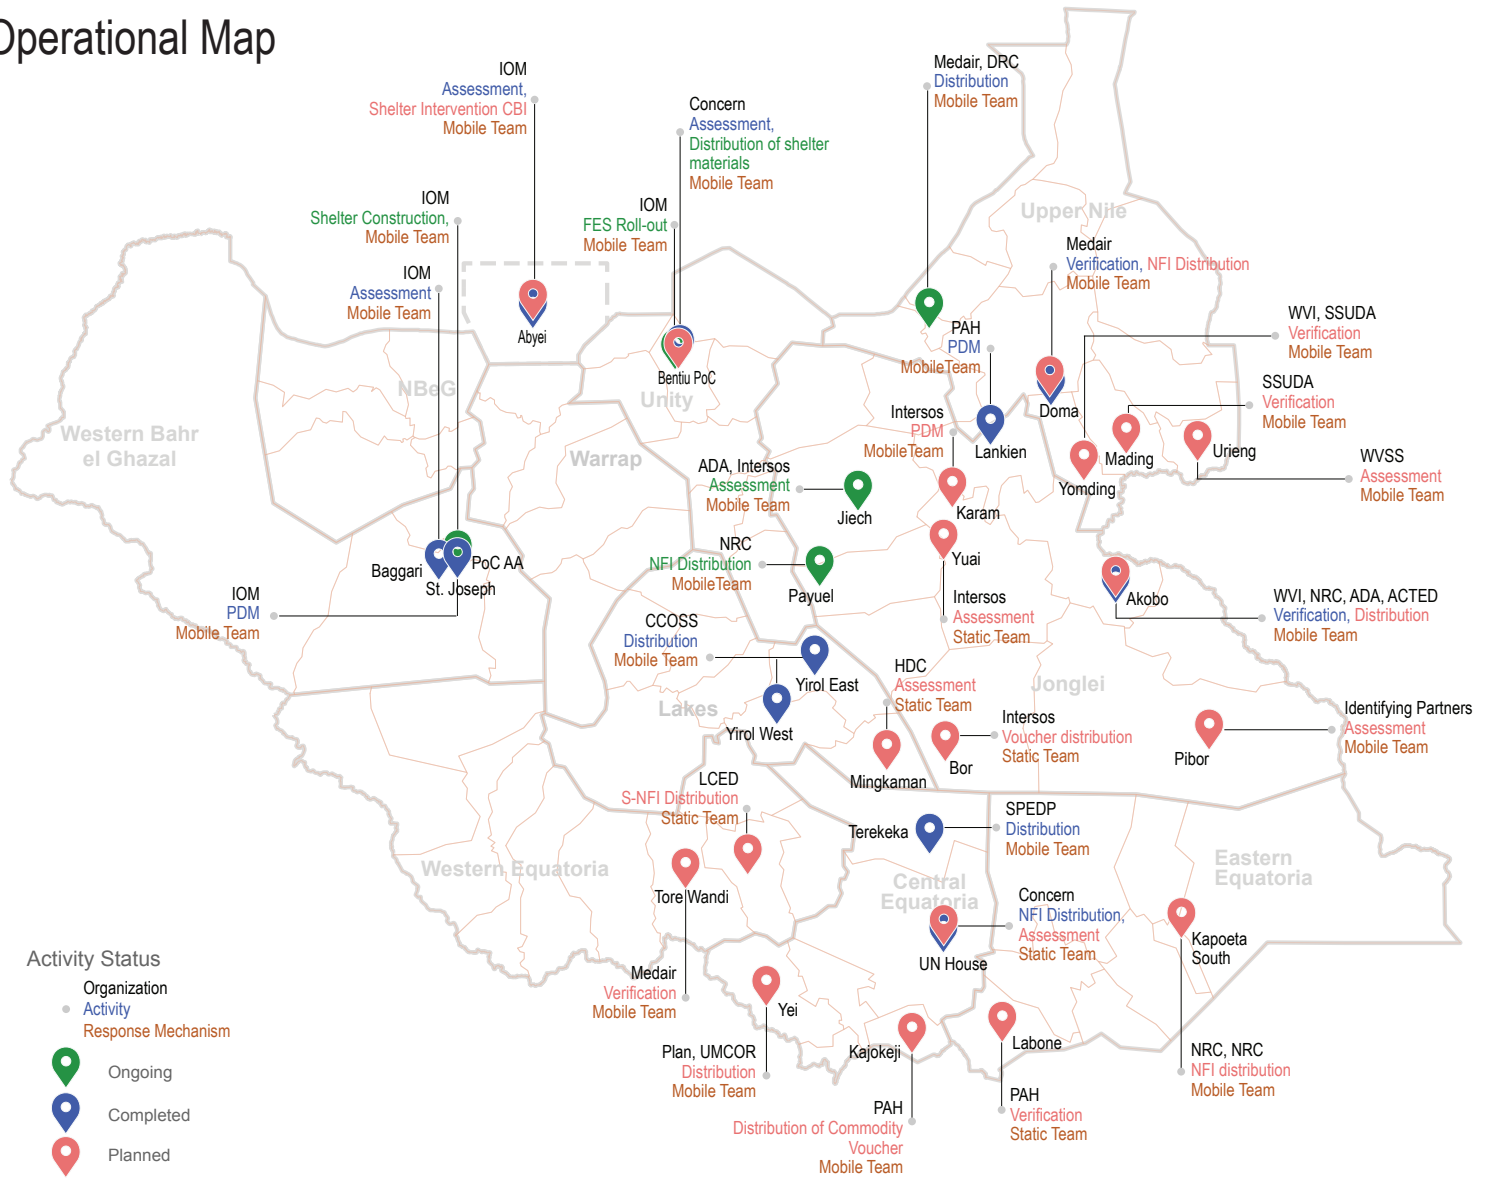 Operational Map
IOM
Assessment,
Shelter Intervention CBI
Mobile Team
Medair, DRC
Distribution
Mobile Team
Concern
Assessment,
Distribution of shelter
materials
Mobile Team
IOM
Shelter Construction,
Mobile Team
IOM
FES Roll-out
Mobile Team
Upper Nile
Medair
Verification, NFI Distribution
Mobile Team
IOM
Assessment
Mobile Team
Abyei
WVI, SSUDA
Verification
Mobile Team
PAH
PDM
MobileTeam
Bentiu PoC
Unity
NBeG
SSUDA
Verification
Mobile Team
Doma
Intersos
PDM
MobileTeam
Lankien
Western Bahr
el Ghazal
Warrap
Mading
Urieng
Yomding
WVSS
Assessment
Mobile Team
ADA, Intersos
Assessment
Mobile Team
Jiech
Karam
NRC
NFI Distribution
MobileTeam
Payuel
Yuai
Baggari
PoC AA
St. Joseph
Akobo
IOM
PDM
Mobile Team
Intersos
Assessment
Static Team
WVI, NRC, ADA, ACTED
Verification, Distribution
Mobile Team
CCOSS
Distribution
Mobile Team
Yirol East
HDC
Assessment
Static Team
Jonglei
Lakes
Yirol West
Intersos
Voucher distribution
Static Team
Identifying Partners
Assessment
Mobile Team
Pibor
Mingkaman
Bor
LCED
S-NFI Distribution
Static Team
Terekeka
SPEDP
Distribution
Mobile Team
Western Equatoria
Tore Wandi
Central
Equatoria
Eastern
Equatoria
Concern
NFI Distribution,
Assessment
Static Team
UN House
Kapoeta
South
Medair
Verification
Mobile Team
Yei
Plan, UMCOR
Distribution
Mobile Team
Kajokeji
Labone
NRC, NRC
NFI distribution
Mobile Team
PAH
Distribution of Commodity
Voucher
Mobile Team
PAH
Verification
Static Team
Activity Status
Organization
Activity
Response Mechanism
Ongoing
Completed
Planned